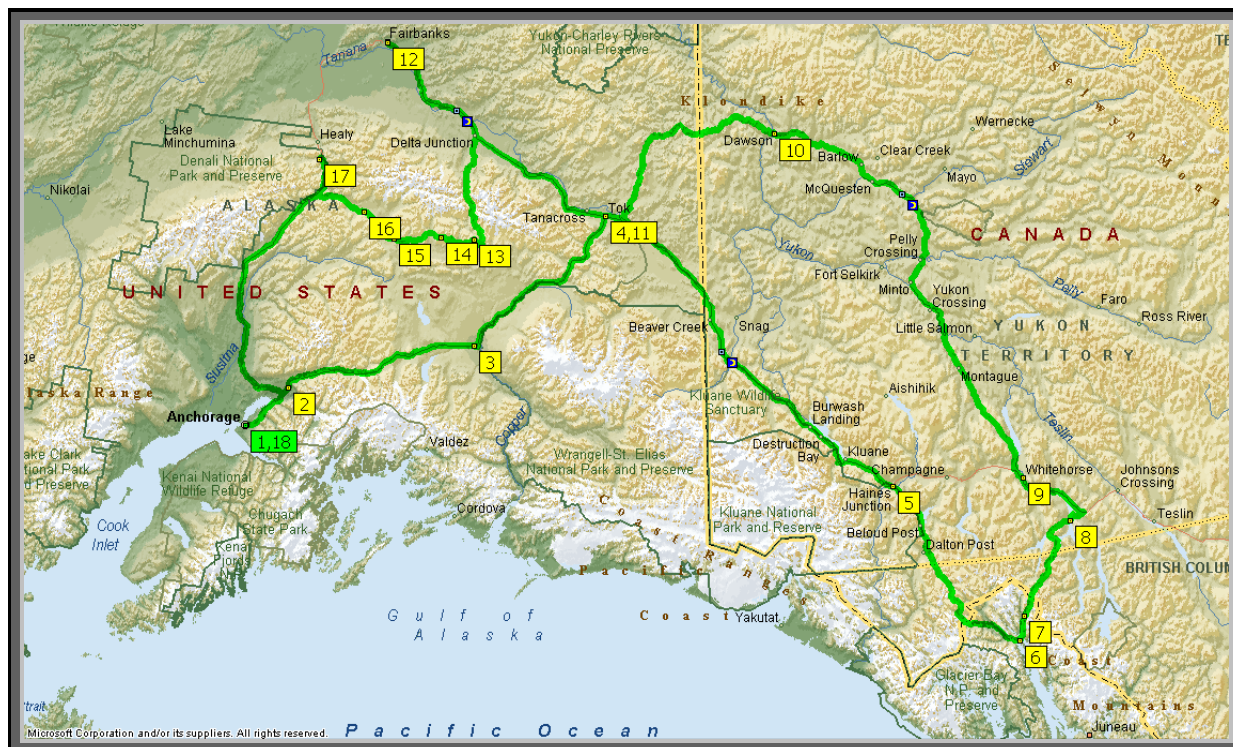 Fairbanks
Yukon-Charley Rivers
National Preserve
Tanana
12
Klondike
Selwyn
Lake
Minchumina
Healy
Delta Junction
Dawson
10
Barlow
Clear Creek
Wernecke
Denali National
Park and Preserve
17
Nikolai
ALASKA
McQuesten
Mayo
Stewart
Tanacross
Tok
4,11
16
15
14
13
CANADA
Yukon
Pelly
Crossing
Fort Selkirk
Minto
Yukon
Crossing
Pelly
Faro
Ross River
UNITED STATES
Beaver Creek
Snag
Little Salmon
YUKON
TERRITORY
3
Susitna
Montague
Aishihik
Kluane Wildlife
Sanctuary
2
Anchorage
1,18
Copper
Valdez
Burwash
Landing
Destruction
Bay
Kluane
Champagne
Teslin
Wrangell-St. Elias
National Park and Preserve
Kenai National
Wildlife Refuge
Whitehorse
Johnsons
Crossing
9
Haines
Junction
5
Cordova
Chugach
State Park
Kluane National
Park and Reserve
Beloud Post
Teslin
8
Cook
Inlet
Kenai
Fjords
Coast Ranges
Dalton Post
BRITISH COLUM
Pacific
Coast
Gulf of
Alaska
Yakutat
7
6
Coast
Mountains
Glacier Bay
N.P. and
Preserve
Juneau
Pacific Ocean
Microsoft Corporation and/or its suppliers. All rights reserved.